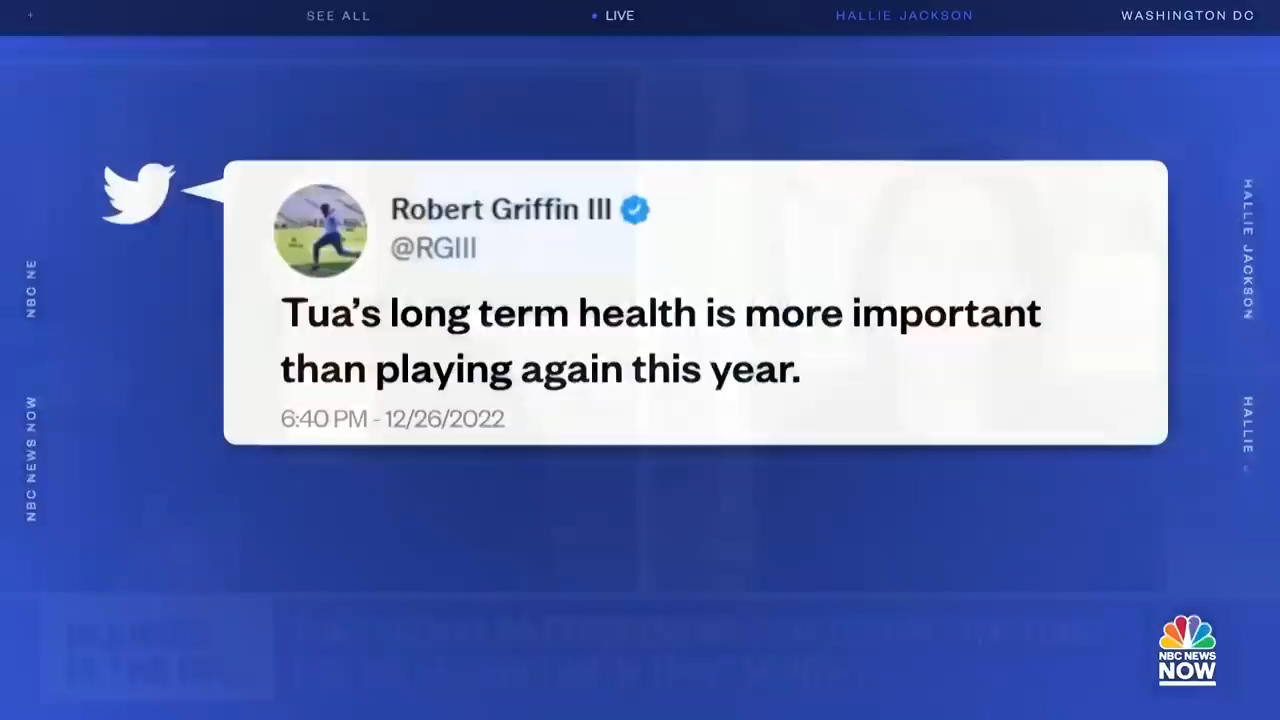 SEE ALL
LIVE
HALLIE JACKSON
WASHINGTON DC
Robert Griffin III
@RGIII
Tua's long term health is more important
than playing again this year.
6:40 PM - 12/26/2022
NBC NE
NBC NEWS NOW
HALLIE JACKSON
HALLIE
NBC NEWS
NOW